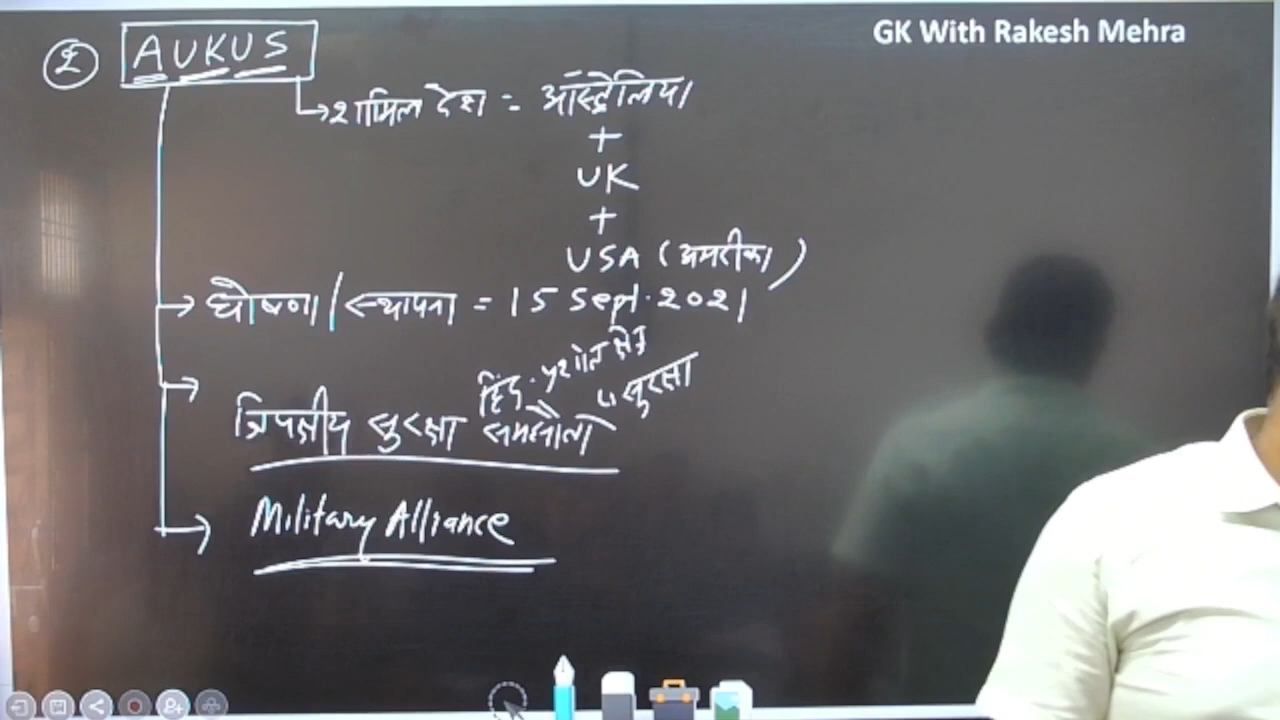 GK With Rakesh Mehra
२ AUKUS
→ शामिल देश = ऑस्ट्रेलिया
+
UK
+
USA (अमरीका)
→ घोषणा / स्थापना = 15 Sept. 2021
→ त्रिपक्षीय सुरक्षा समझौता
हिंद-प्रशांत क्षेत्र
सुरक्षा
→ Military Alliance